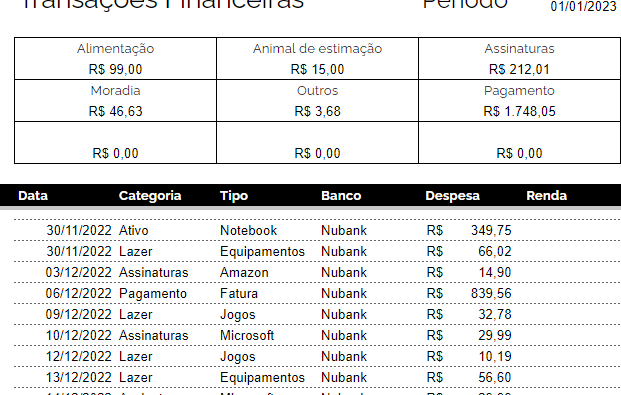 Transações Financeiras Período 01/01/2023
Alimentação Animal de estimação Assinaturas
R$ 99,00 R$ 15,00 R$ 212,01
Moradia Outros Pagamento
R$ 46,63 R$ 3,68 R$ 1.748,05
R$ 0,00 R$ 0,00 R$ 0,00
Data Categoria Tipo Banco Despesa Renda
30/11/2022 Ativo Notebook Nubank R$ 349,75
30/11/2022 Lazer Equipamentos Nubank R$ 66,02
03/12/2022 Assinaturas Amazon Nubank R$ 14,90
06/12/2022 Pagamento Fatura Nubank R$ 839,56
09/12/2022 Lazer Jogos Nubank R$ 32,78
10/12/2022 Assinaturas Microsoft Nubank R$ 29,99
12/12/2022 Lazer Jogos Nubank R$ 10,19
13/12/2022 Lazer Equipamentos Nubank R$ 56,60